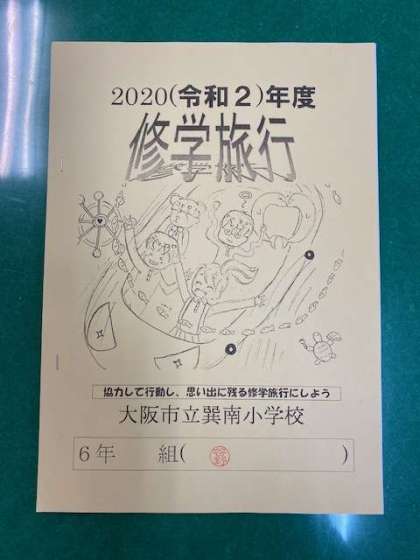 2020(令和２)年度
修学旅行
協力して行動し、思い出に残る修学旅行にしよう
大阪市立巽南小学校
6年　　組(　　　　)